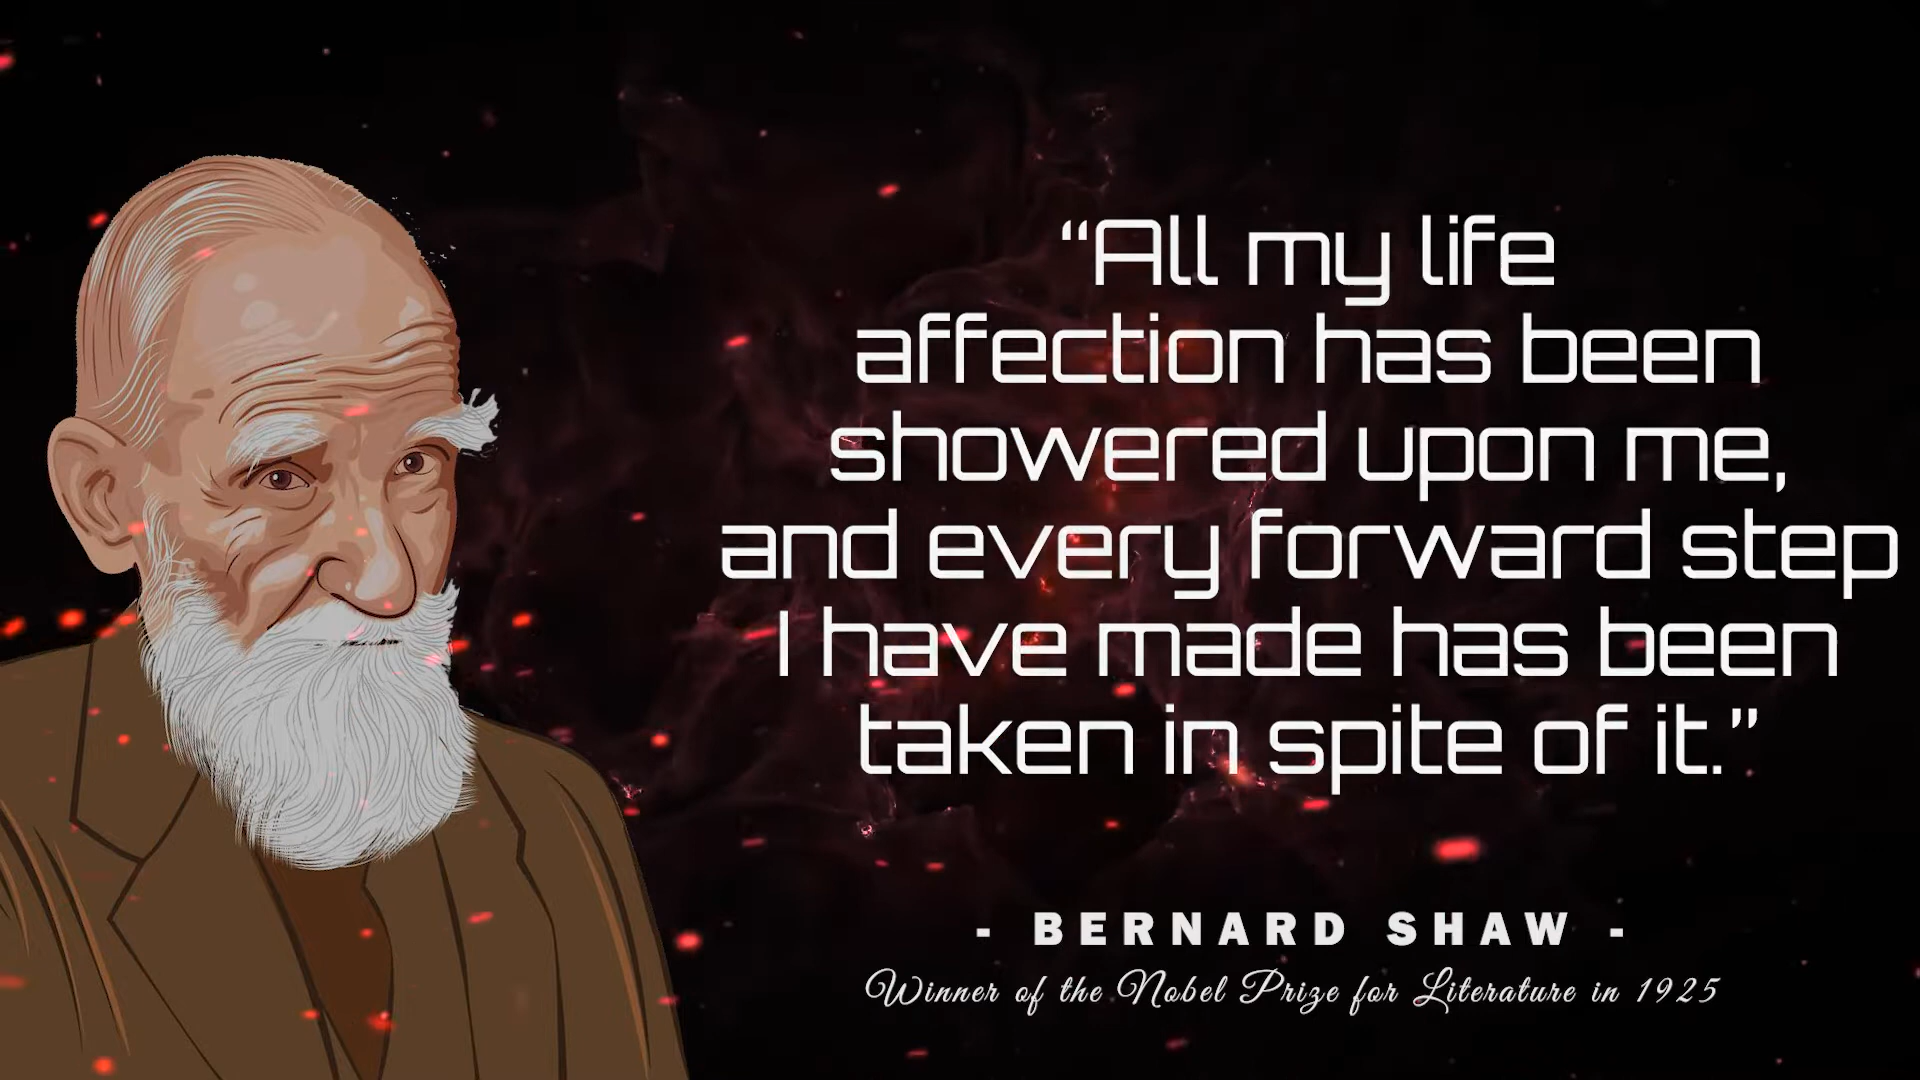 “All my life
affection has been
showered upon me,
and every forward step
I have made has been
taken in spite of it.”
- BERNARD SHAW -
Winner of the Nobel Prize for Literature in 1925